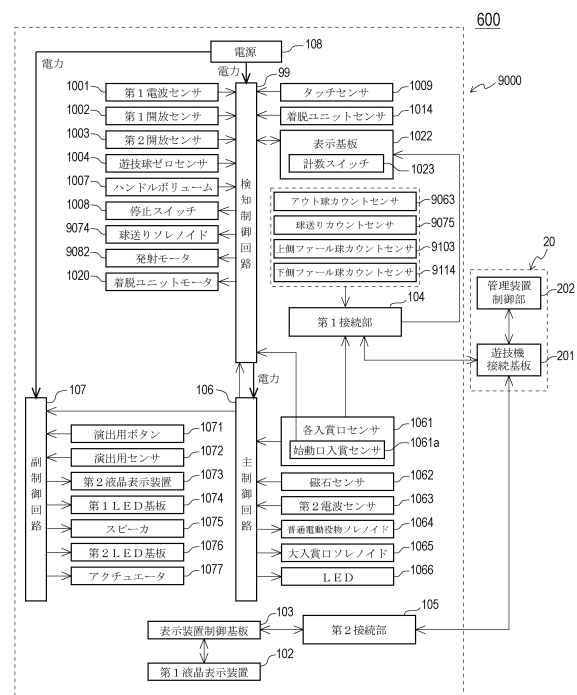 600
電源
108
電力
電力
99
9000
1001
第1電波センサ
1002
第1開放センサ
1003
第2開放センサ
1004
遊技球ゼロセンサ
1007
ハンドルボリューム
1008
停止スイッチ
9074
球送りソレノイド
9082
発射モータ
1020
着脱ユニットモータ
検知制御回路
タッチセンサ
1009
着脱ユニットセンサ
1014
表示基板
1022
計数スイッチ
1023
アウト球カウントセンサ
9063
球送りカウントセンサ
9075
上側ファール球カウントセンサ
9103
下側ファール球カウントセンサ
9114
104
第1接続部
20
管理装置
制御部
202
遊技機
接続基板
201
107
106
電力
副制御回路
演出用ボタン
1071
演出用センサ
1072
第2液晶表示装置
1073
第1LED基板
1074
スピーカ
1075
第2LED基板
1076
アクチュエータ
1077
主制御回路
各入賞口センサ
1061
始動口入賞センサ
1061a
磁石センサ
1062
第2電波センサ
1063
普通電動役物ソレノイド
1064
大入賞口ソレノイド
1065
LED
1066
103
表示装置制御基板
105
第2接続部
102
第1液晶表示装置